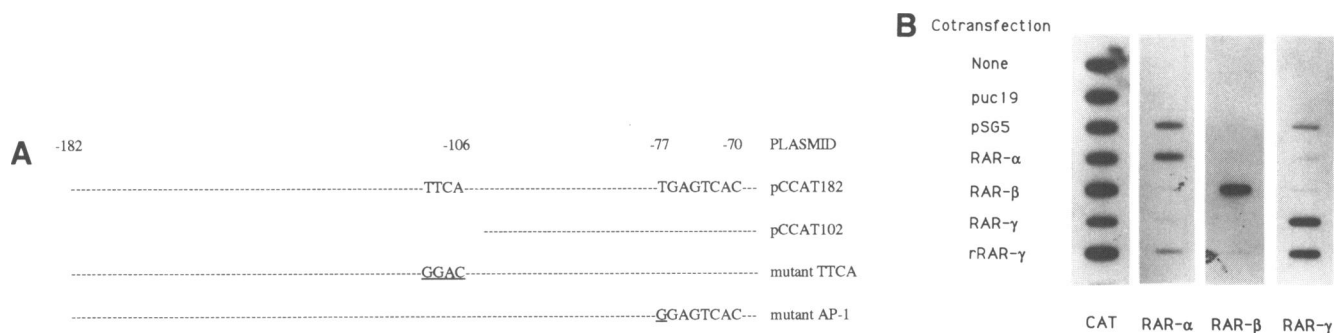 A
-182 -106 -77 -70 PLASMID
TTCA TGAGTCAC pCCAT182
pCCAT102
GGAC mutant TTCA
GGAGTCAC mutant AP-1
B Cotransfection
None
puc19
pSG5
RAR-α
RAR-β
RAR-γ
rRAR-γ
CAT RAR-α RAR-β RAR-γ